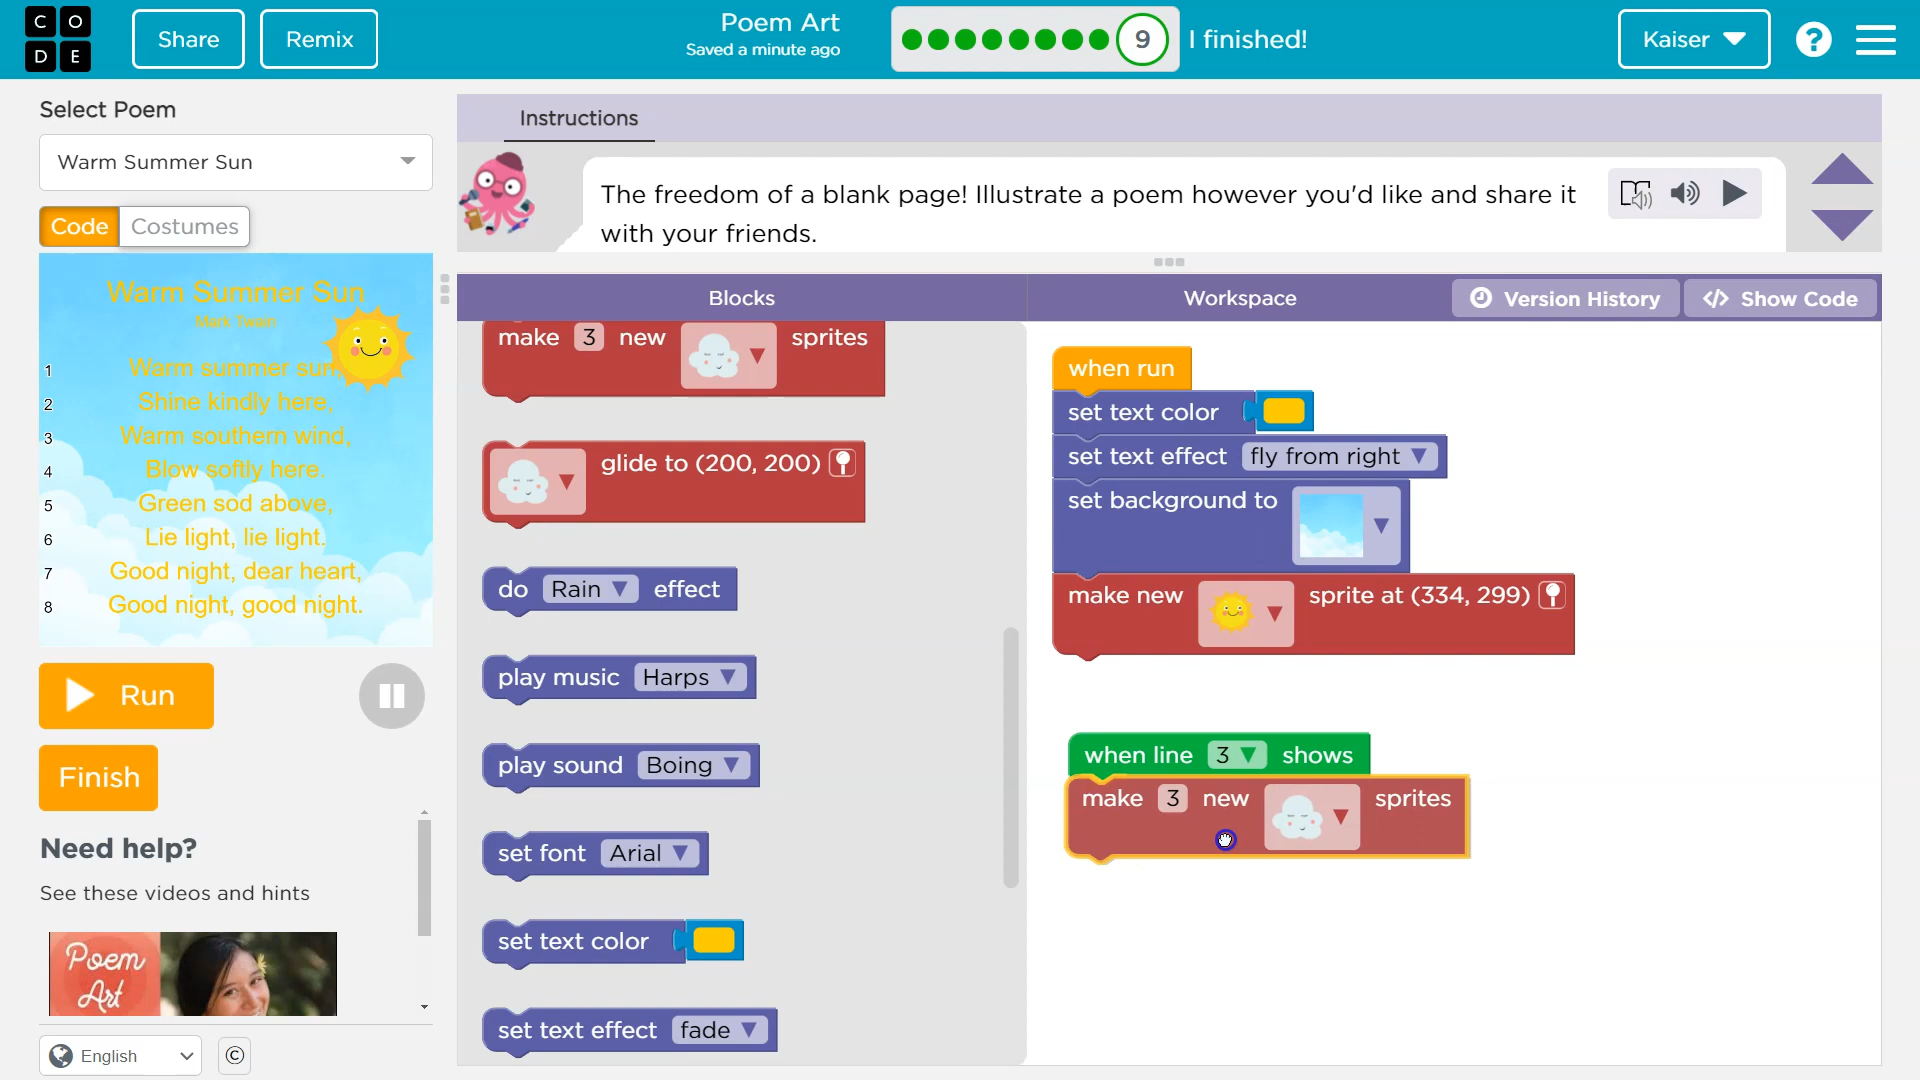 C O
D E
Share
Remix
Poem Art
Saved a minute ago
9
I finished!
Kaiser
?
Select Poem
Warm Summer Sun
Code
Costumes
Warm Summer Sun
Mark Twain
1 Warm summer sun
2 Shine kindly here,
3 Warm southern wind,
4 Blow softly here.
5 Green sod above,
6 Lie light, lie light.
7 Good night, dear heart,
8 Good night, good night.
Run
Finish
Need help?
See these videos and hints
Poem
Art
English
©
Instructions
The freedom of a blank page! Illustrate a poem however you'd like and share it
with your friends.
Blocks
Workspace
Version History
Show Code
make 3 new sprites
glide to (200, 200)
do Rain effect
play music Harps
play sound Boing
set font Arial
set text color
set text effect fade
when run
set text color
set text effect fly from right
set background to
make new sprite at (334, 299)
when line 3 shows
make 3 new sprites